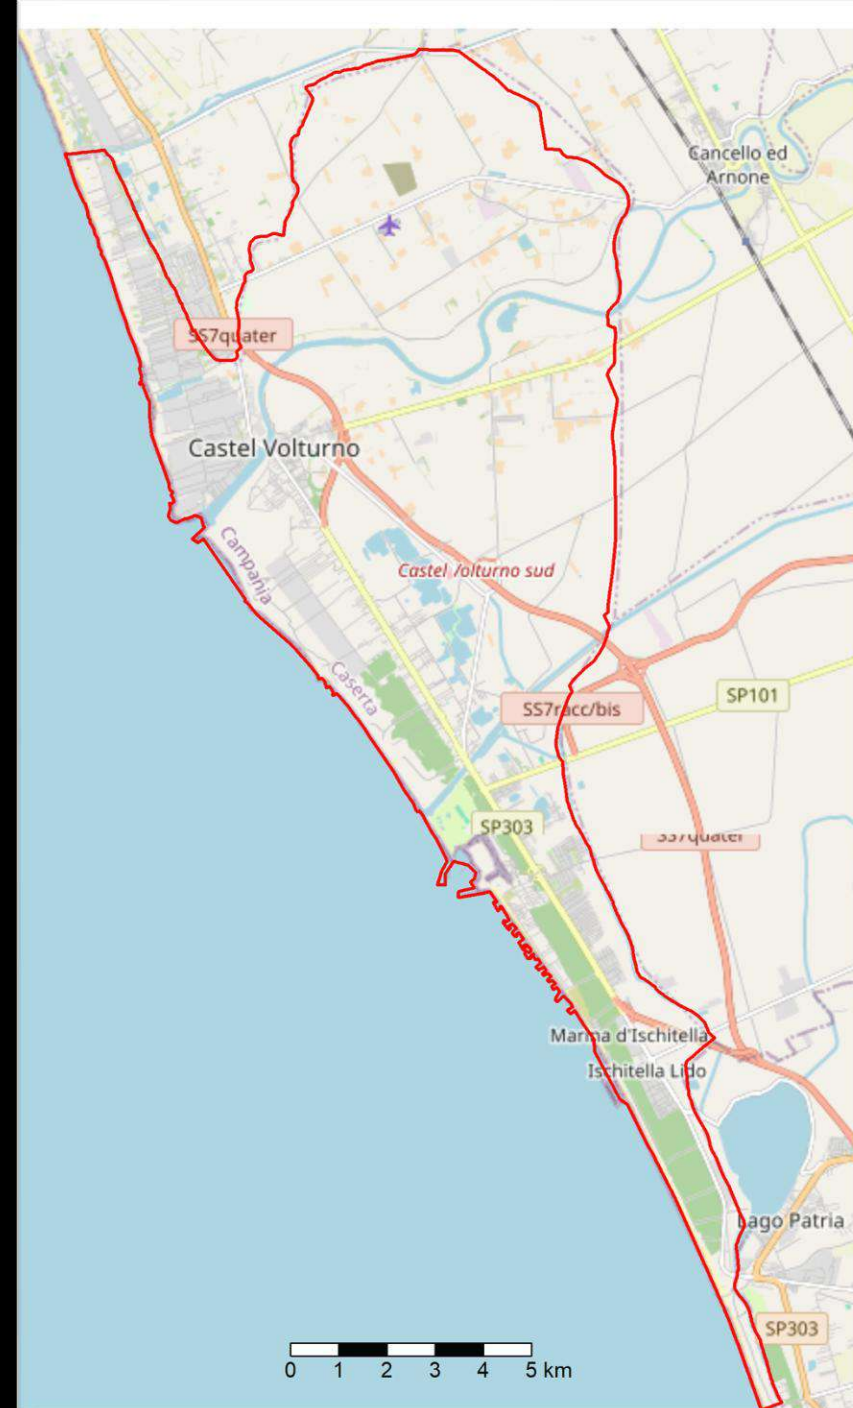 Cancello ed
Arnone
SS7quater
Castel Volturno
Campania
Castel Volturno sud
Caserta
SP101
SS7racc/bis
SP303
SS7quater
Marina d'Ischitella
Ischitella Lido
Lago Patria
SP303
0 1 2 3 4 5 km